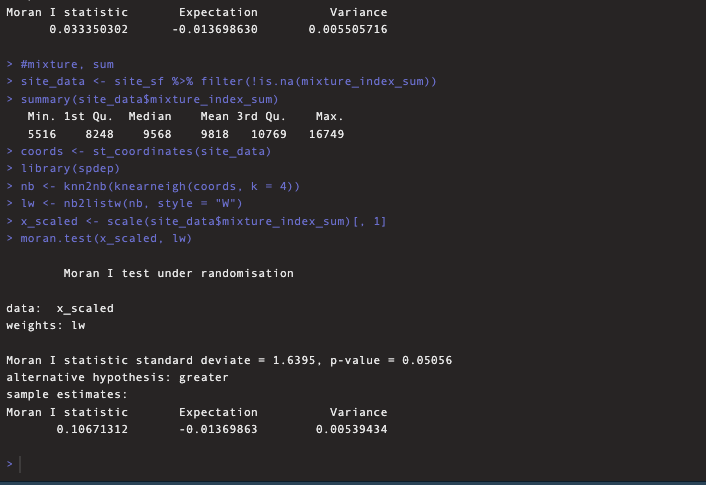 Moran I statistic       Expectation          Variance
      0.033350302      -0.013698630       0.005505716
> #mixture, sum
> site_data <- site_sf %>% filter(!is.na(mixture_index_sum))
> summary(site_data$mixture_index_sum)
   Min. 1st Qu.  Median    Mean 3rd Qu.    Max.
   5516    8248    9568    9818   10769   16749
> coords <- st_coordinates(site_data)
> library(spdep)
> nb <- knn2nb(knearneigh(coords, k = 4))
> lw <- nb2listw(nb, style = "W")
> x_scaled <- scale(site_data$mixture_index_sum)[, 1]
> moran.test(x_scaled, lw)
        Moran I test under randomisation
data:  x_scaled
weights: lw
Moran I statistic standard deviate = 1.6395, p-value = 0.05056
alternative hypothesis: greater
sample estimates:
Moran I statistic       Expectation          Variance
       0.10671312       -0.01369863        0.00539434
>